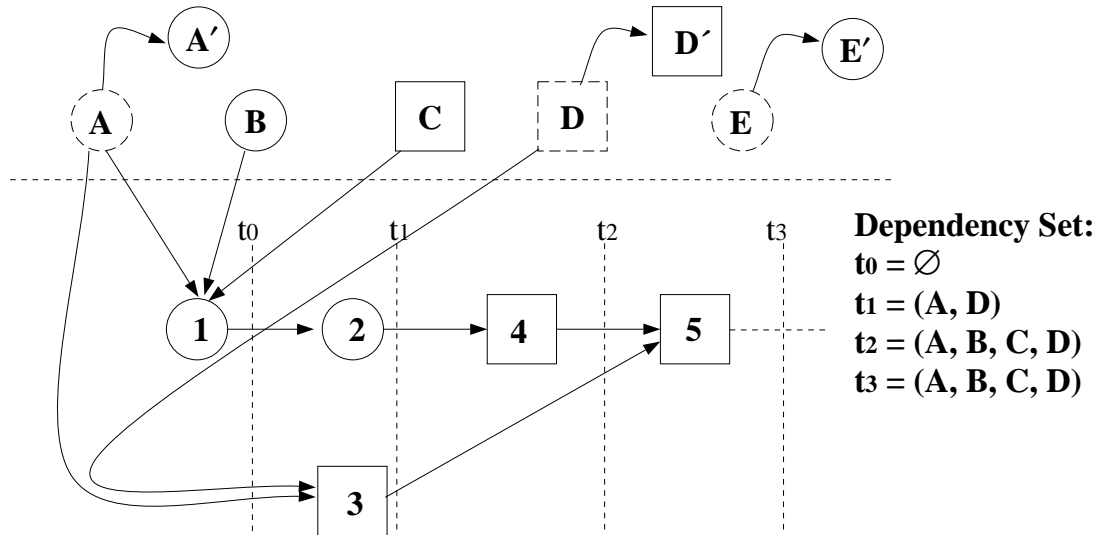 A′
D´
E′
A
B
C
D
E
t0
t1
t2
t3
Dependency Set:
t0 = ∅
t1 = (A, D)
t2 = (A, B, C, D)
t3 = (A, B, C, D)
1
2
4
5
3